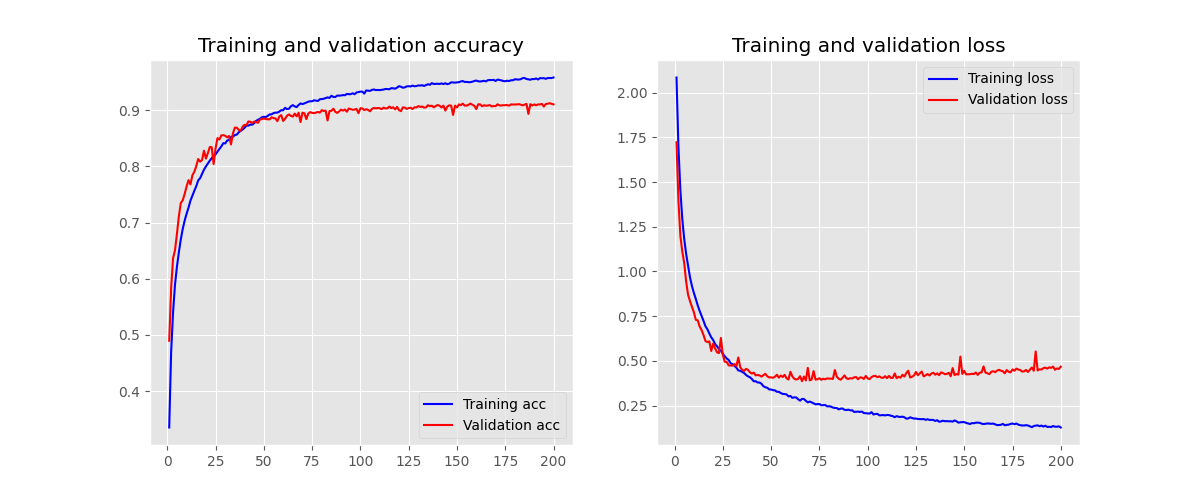 Training and validation accuracy
0.9
0.8
0.7
0.6
0.5
0.4
Training acc
Validation acc
0 25 50 75 100 125 150 175 200
Training and validation loss
2.00
1.75
1.50
1.25
1.00
0.75
0.50
0.25
Training loss
Validation loss
0 25 50 75 100 125 150 175 200